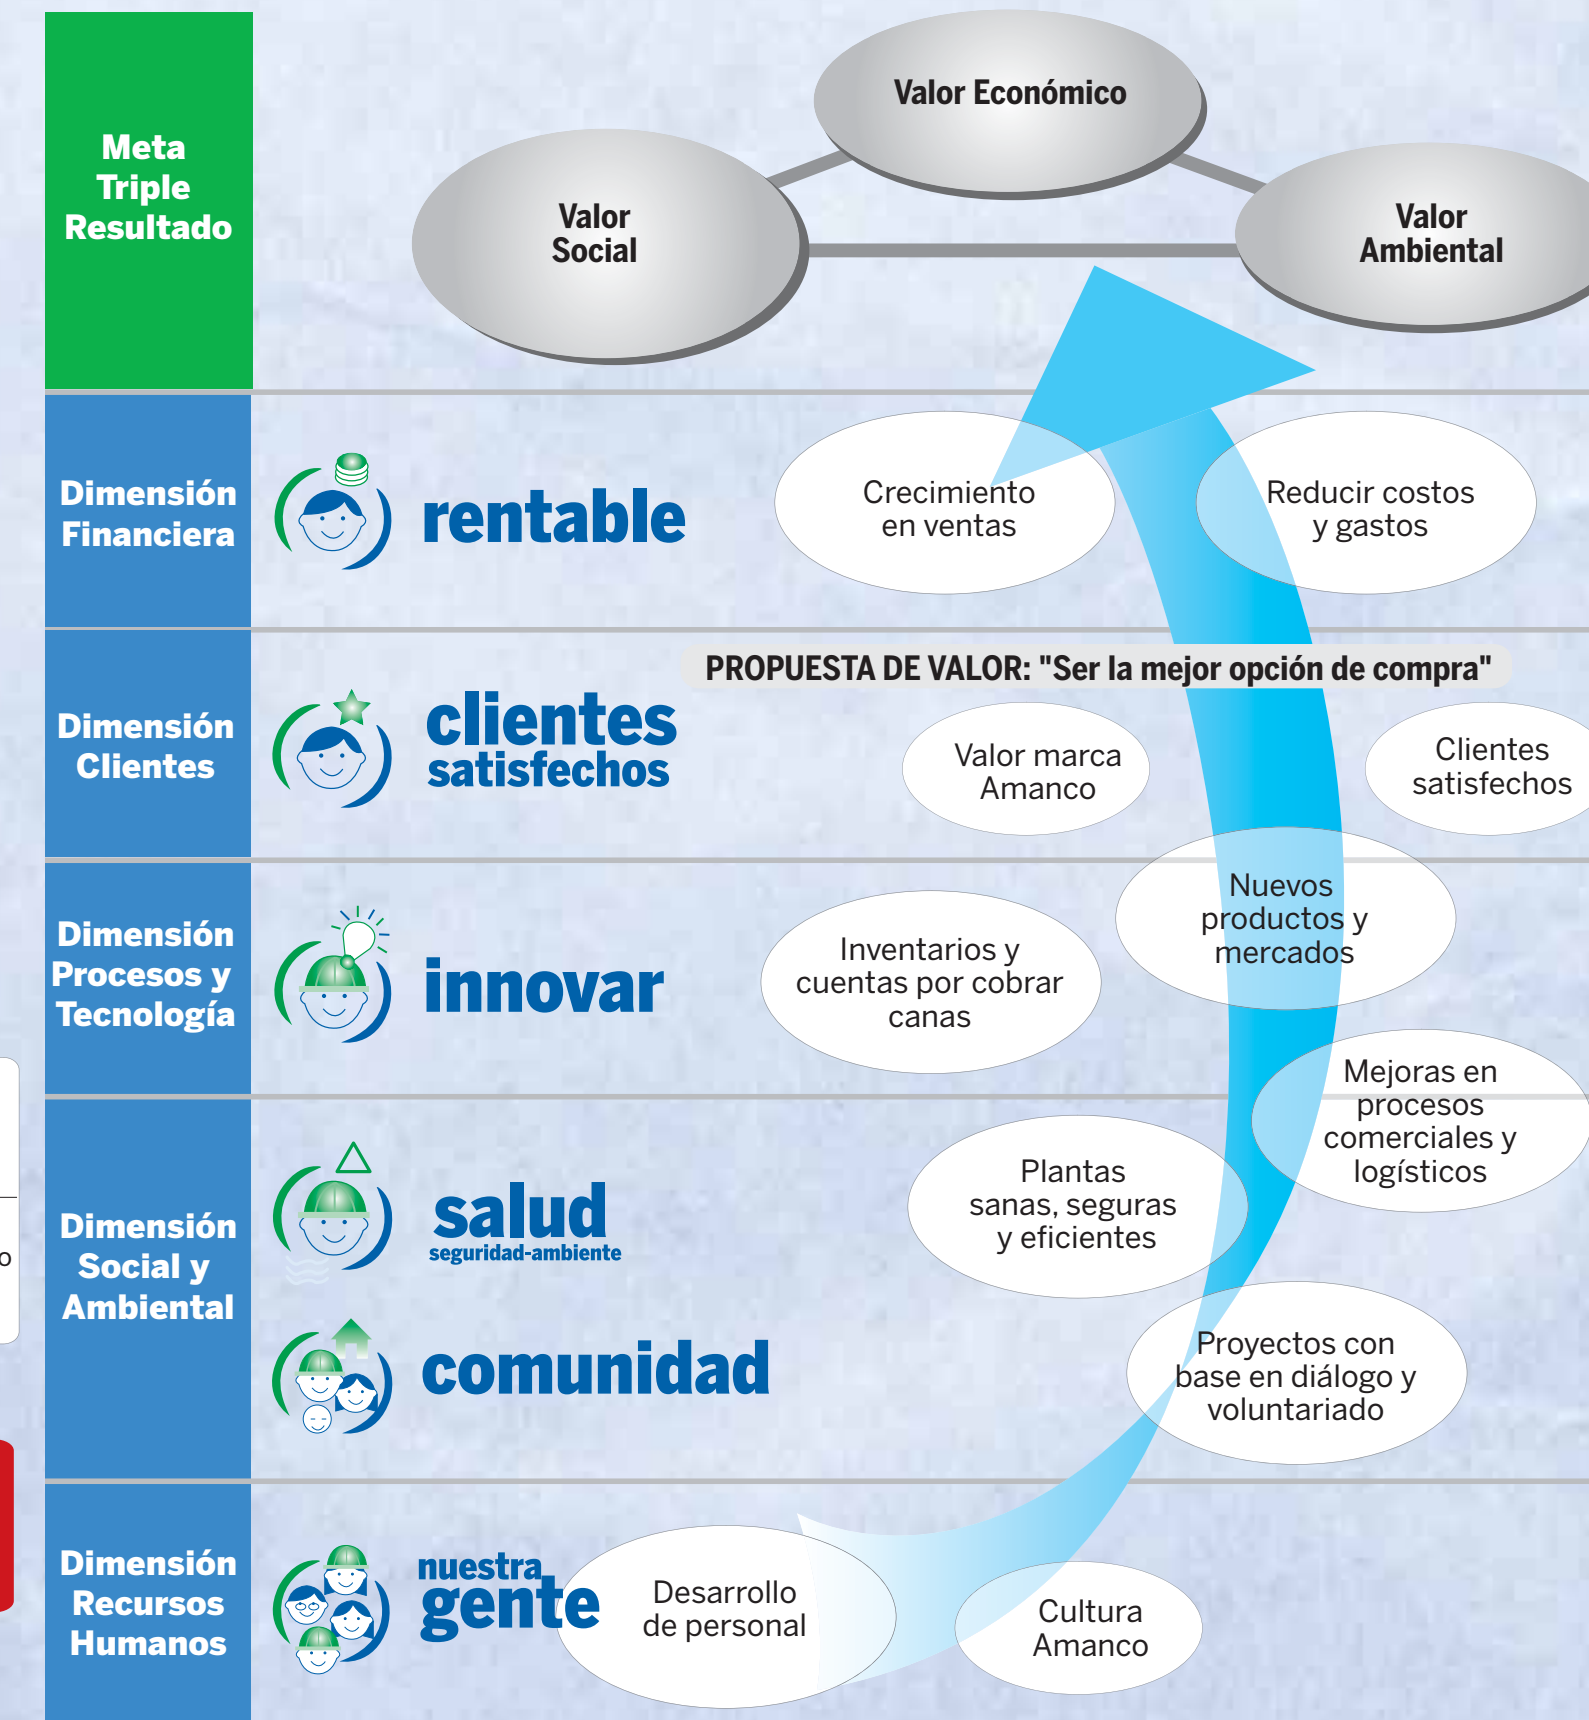 Meta
Triple
Resultado
Valor Económico
Valor
Social
Valor
Ambiental
Dimensión
Financiera
rentable
Crecimiento
en ventas
Reducir costos
y gastos
PROPUESTA DE VALOR: "Ser la mejor opción de compra"
Dimensión
Clientes
clientes
satisfechos
Valor marca
Amanco
Clientes
satisfechos
Dimensión
Procesos y
Tecnología
innovar
Inventarios y
cuentas por cobrar
canas
Nuevos
productos y
mercados
Mejoras en
procesos
comerciales y
logísticos
Dimensión
Social y
Ambiental
salud
seguridad-ambiente
Plantas
sanas, seguras
y eficientes
comunidad
Proyectos con
base en diálogo y
voluntariado
o
Dimensión
Recursos
Humanos
nuestra
gente
Desarrollo
de personal
Cultura
Amanco